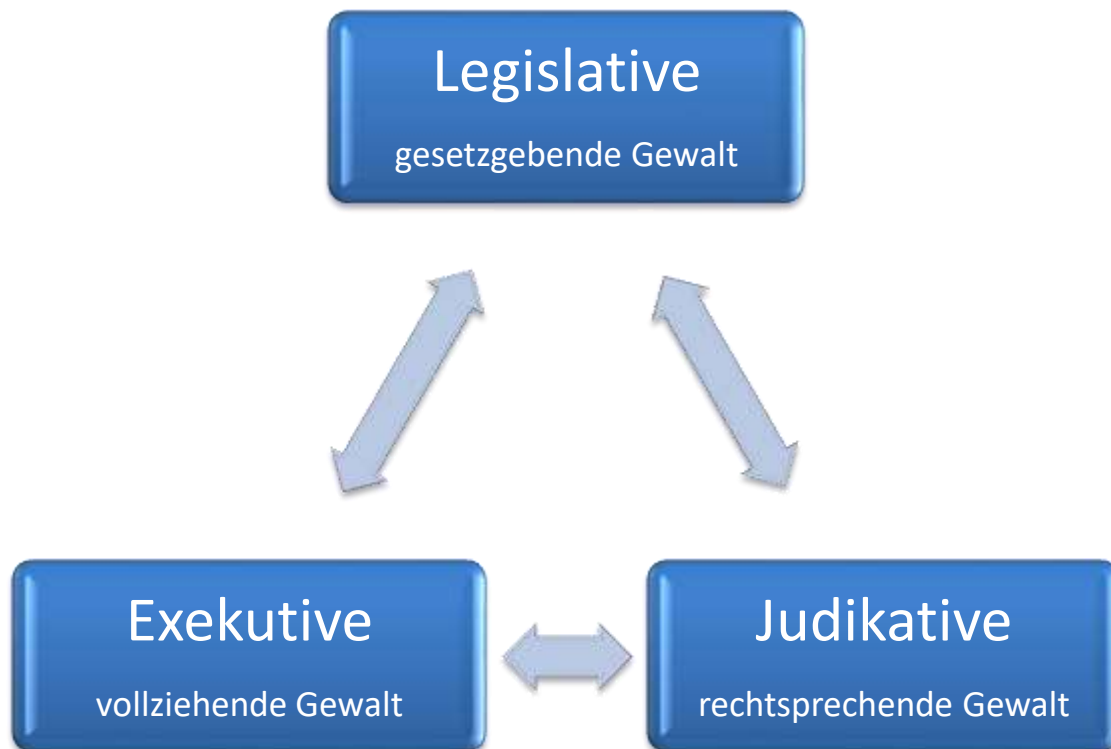 Legislative
gesetzgebende Gewalt
Exekutive
vollziehende Gewalt
Judikative
rechtsprechende Gewalt